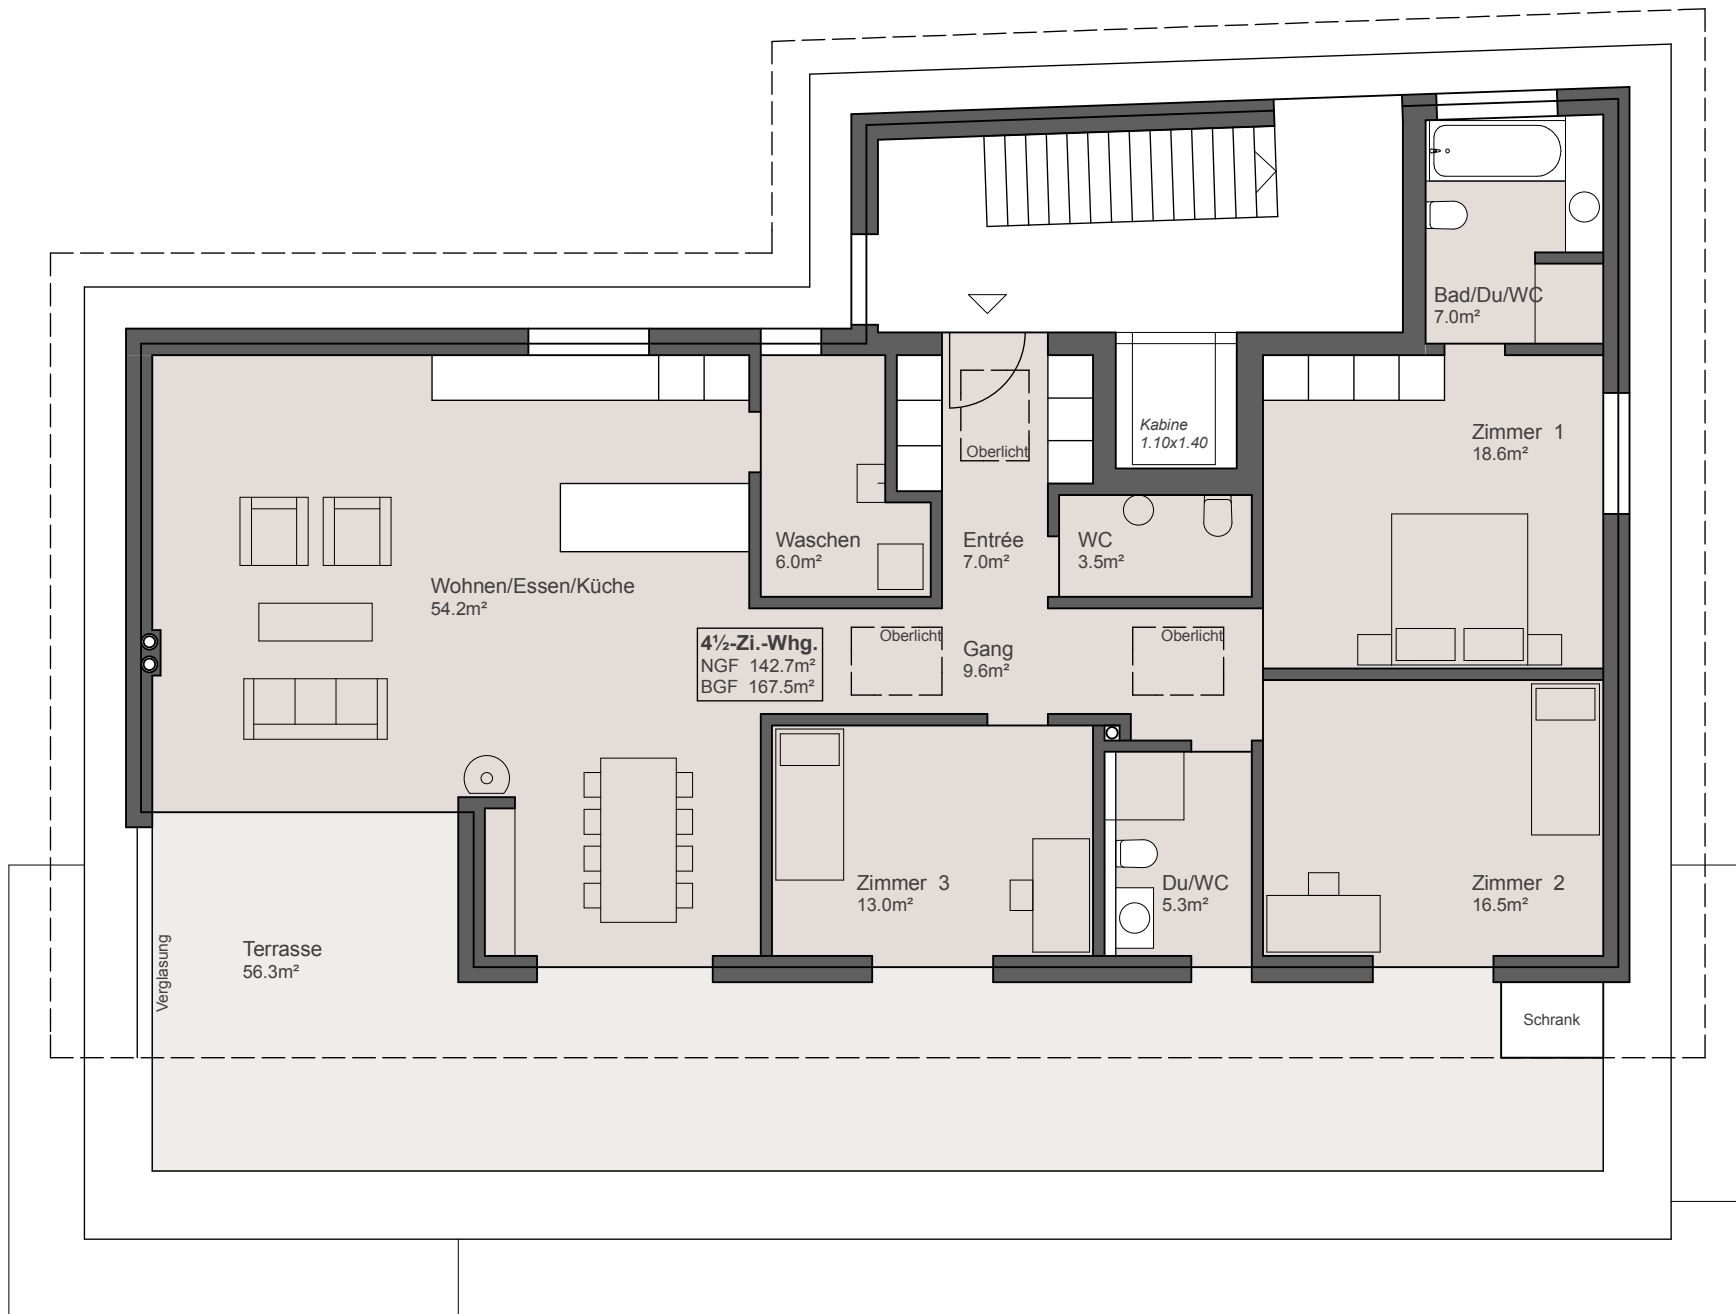 Bad/Du/WC
7.0m²
Kabine
1.10x1.40
Zimmer 1
18.6m²
Oberlicht
Waschen
6.0m²
Entrée
7.0m²
WC
3.5m²
Wohnen/Essen/Küche
54.2m²
4½-Zi.-Whg.
NGF 142.7m²
BGF 167.5m²
Oberlicht
Gang
9.6m²
Oberlicht
Zimmer 3
13.0m²
Du/WC
5.3m²
Zimmer 2
16.5m²
Verglasung
Terrasse
56.3m²
Schrank